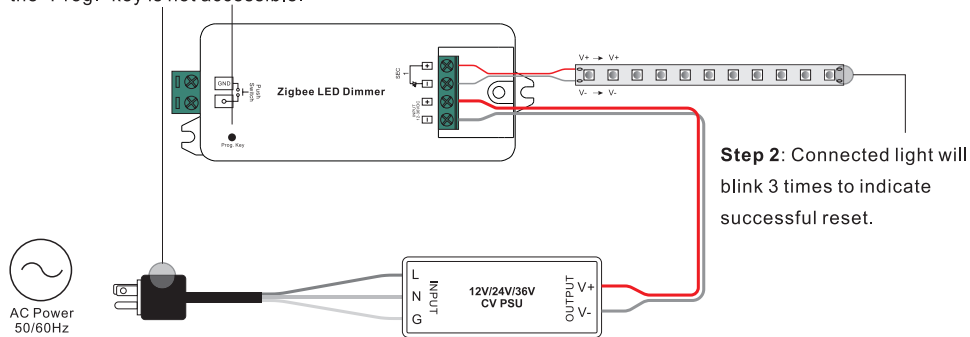 the "Prog." key is not accessible.
SEC
GND
Push
Switch
Zigbee LED Dimmer
Prog. Key
V+ → V+
V- → V-
Step 2: Connected light will
blink 3 times to indicate
successful reset.
AC Power
50/60Hz
L
N
G
INPUT
12V/24V/36V
CV PSU
OUTPUT
V+
V-